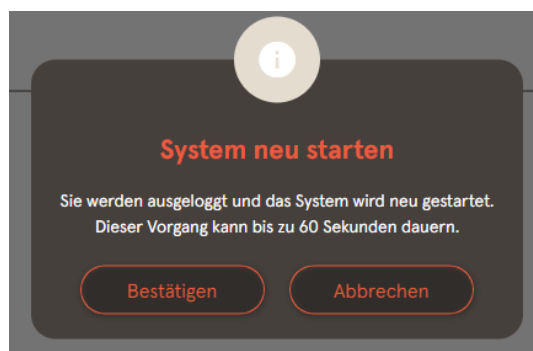 System neu starten
Sie werden ausgeloggt und das System wird neu gestartet.
Dieser Vorgang kann bis zu 60 Sekunden dauern.
Bestätigen
Abbrechen